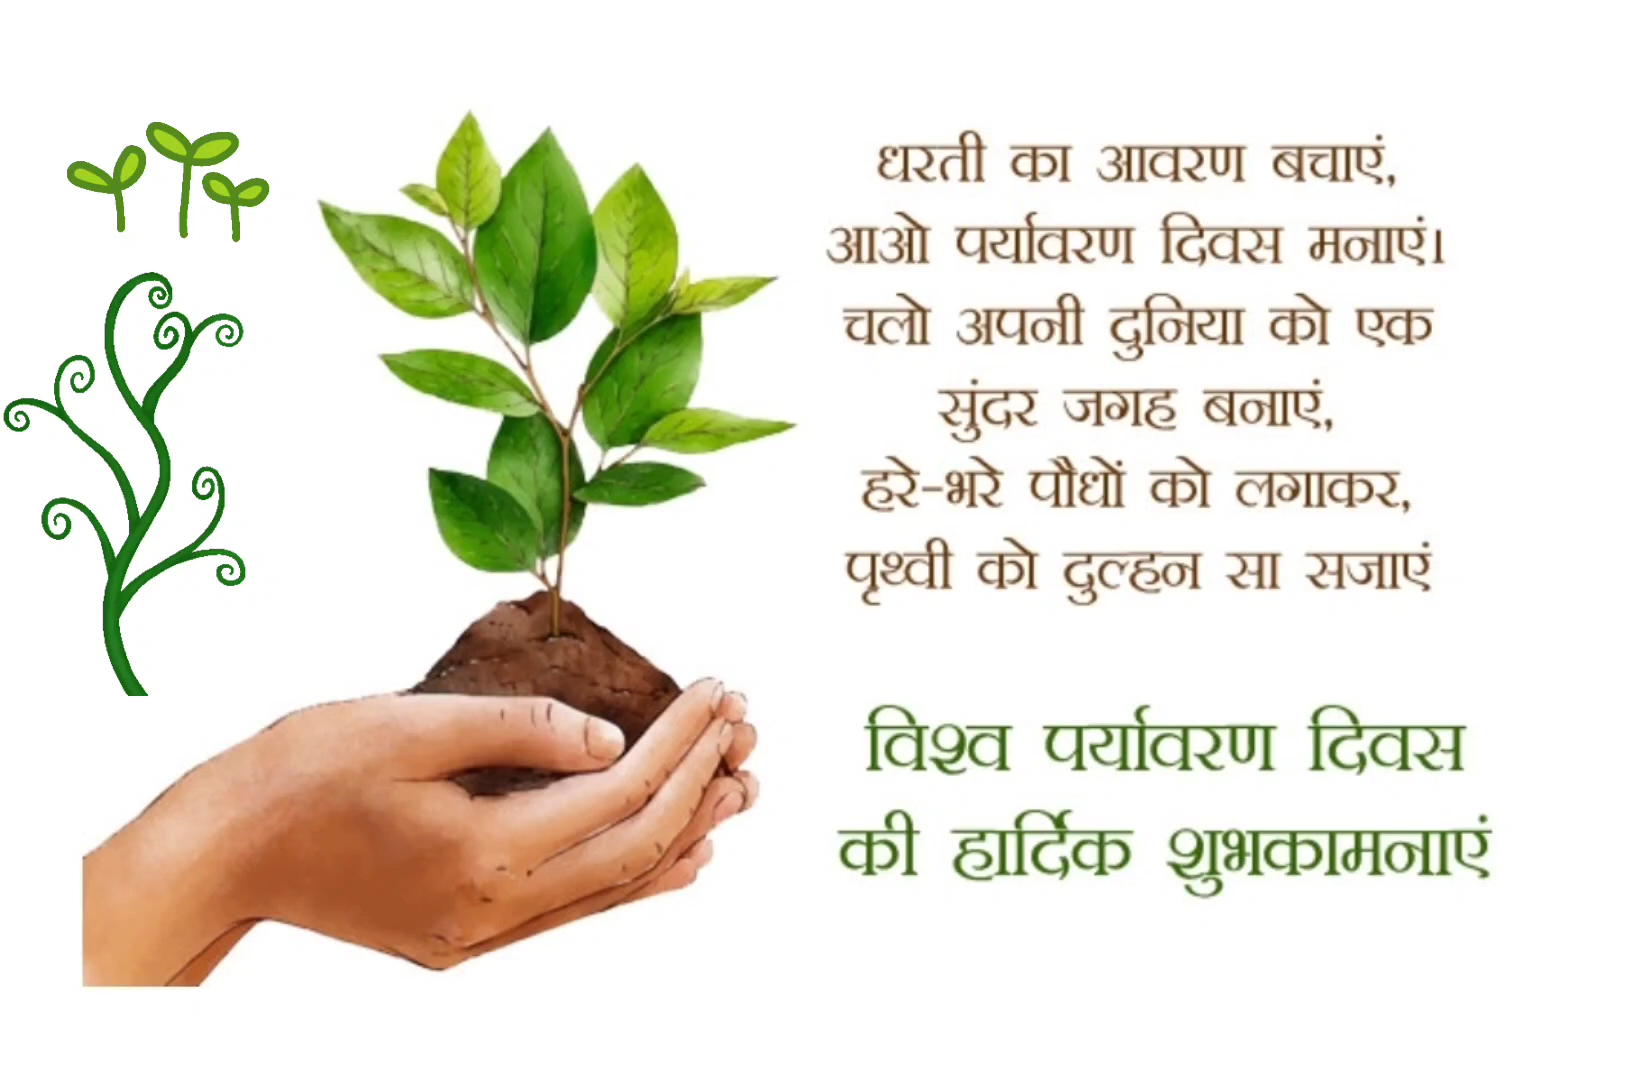 धरती का आवरण बचाएं,
आओ पर्यावरण दिवस मनाएं।
चलो अपनी दुनिया को एक
सुंदर जगह बनाएं,
हरे-भरे पौधों को लगाकर,
पृथ्वी को दुल्हन सा सजाएं
विश्व पर्यावरण दिवस
की हार्दिक शुभकामनाएं